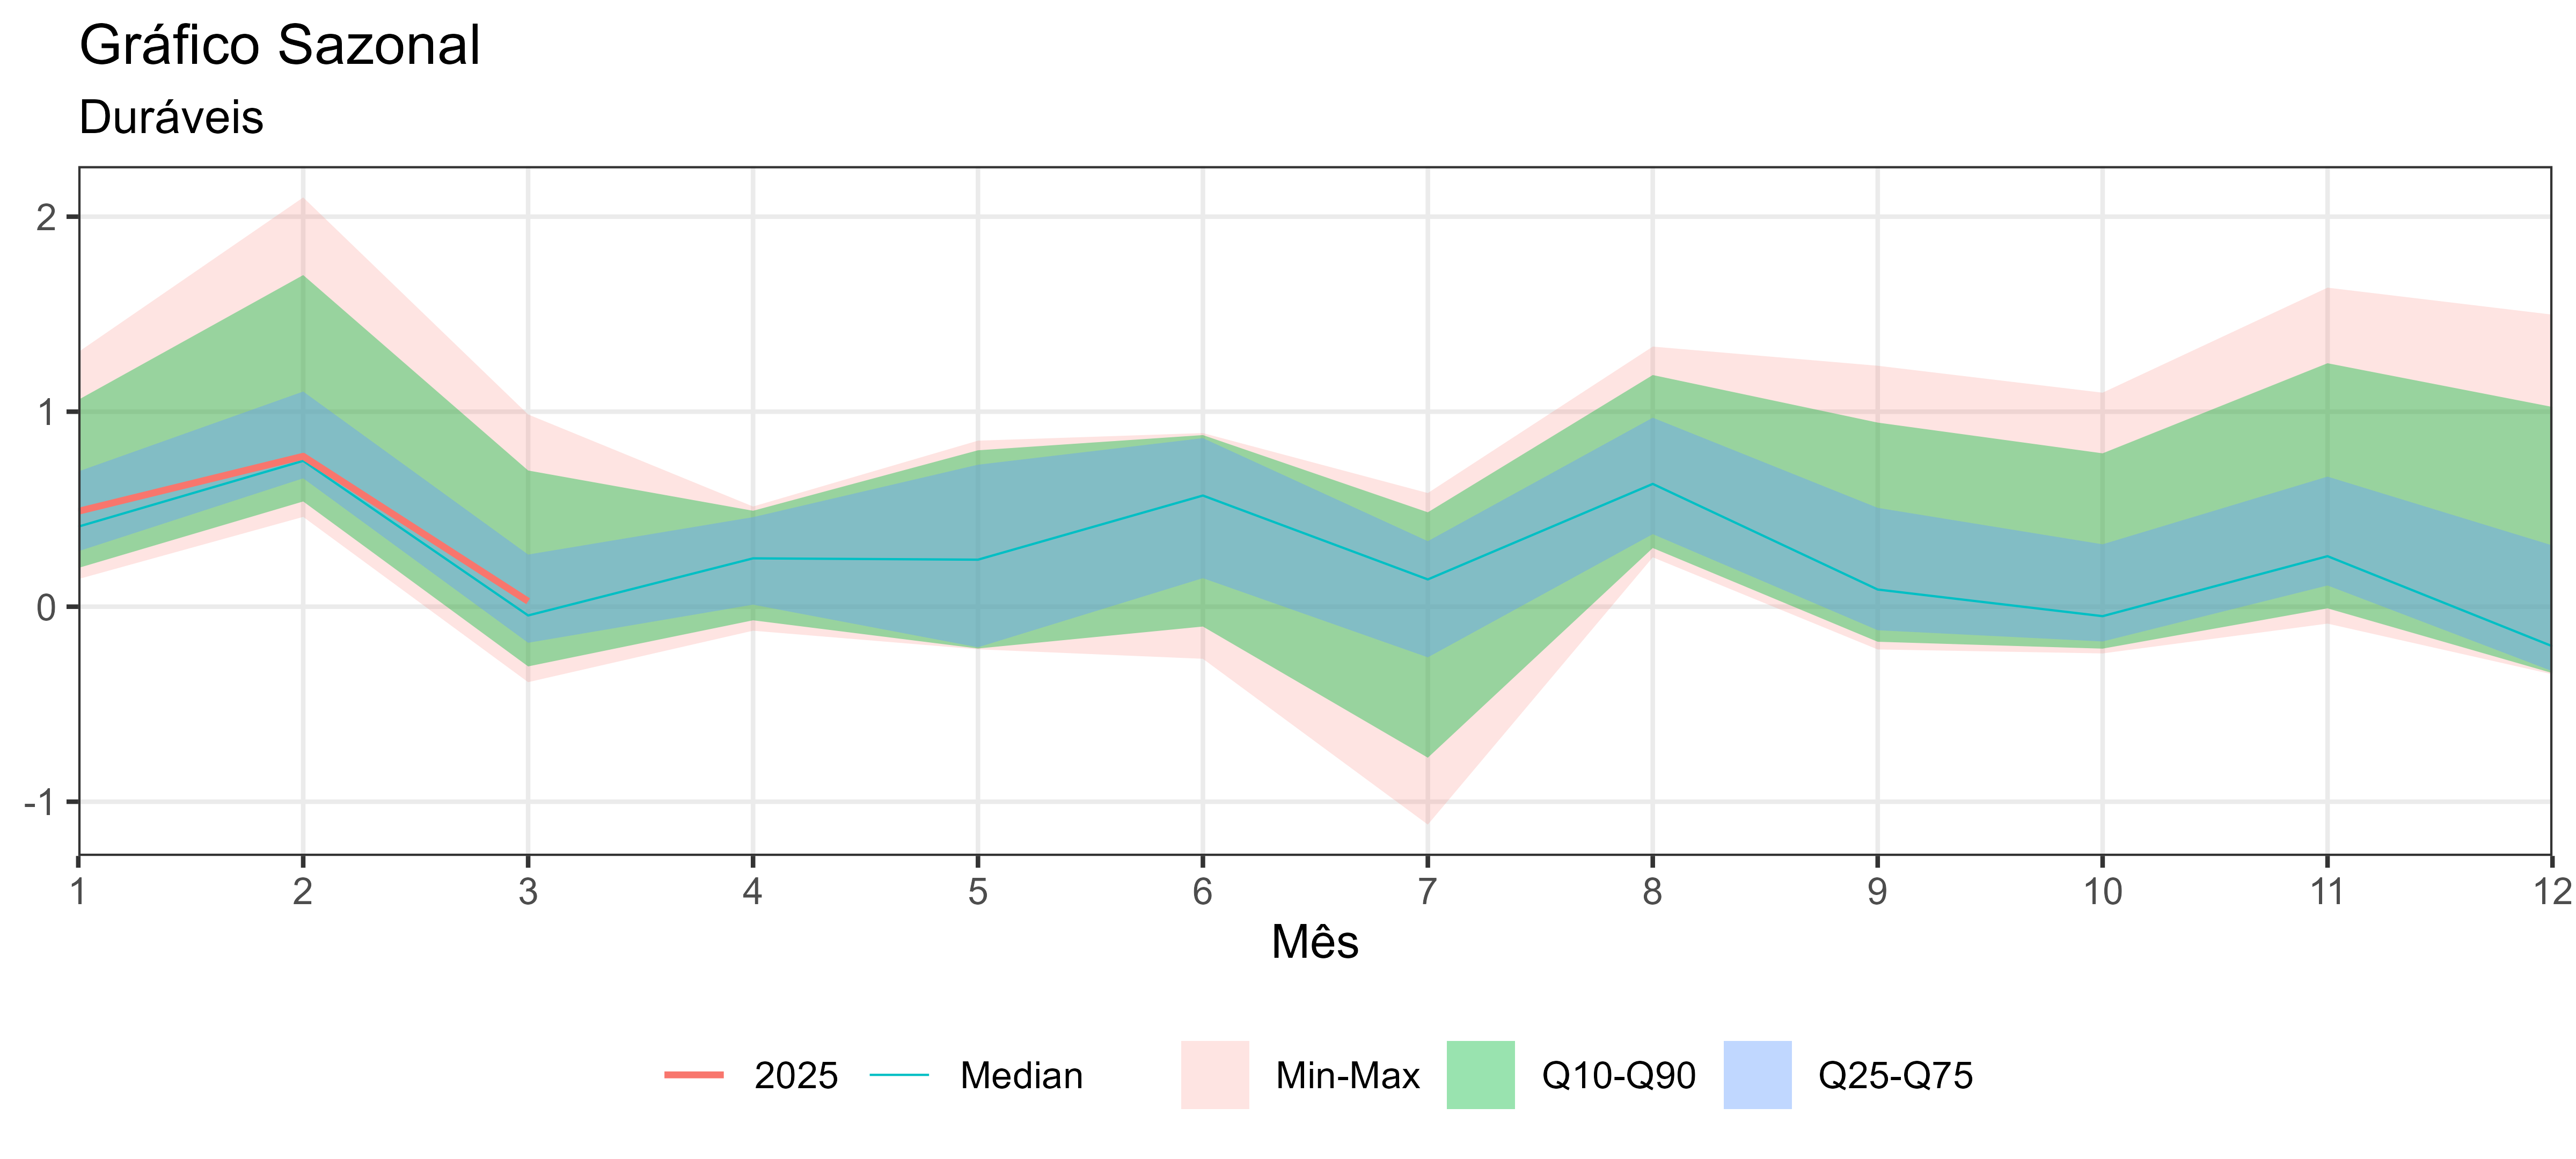 Gráfico Sazonal
Duráveis
2
1
0
-1
1 2 3 4 5 6 7 8 9 10 11 12
Mês
2025 Median Min-Max Q10-Q90 Q25-Q75